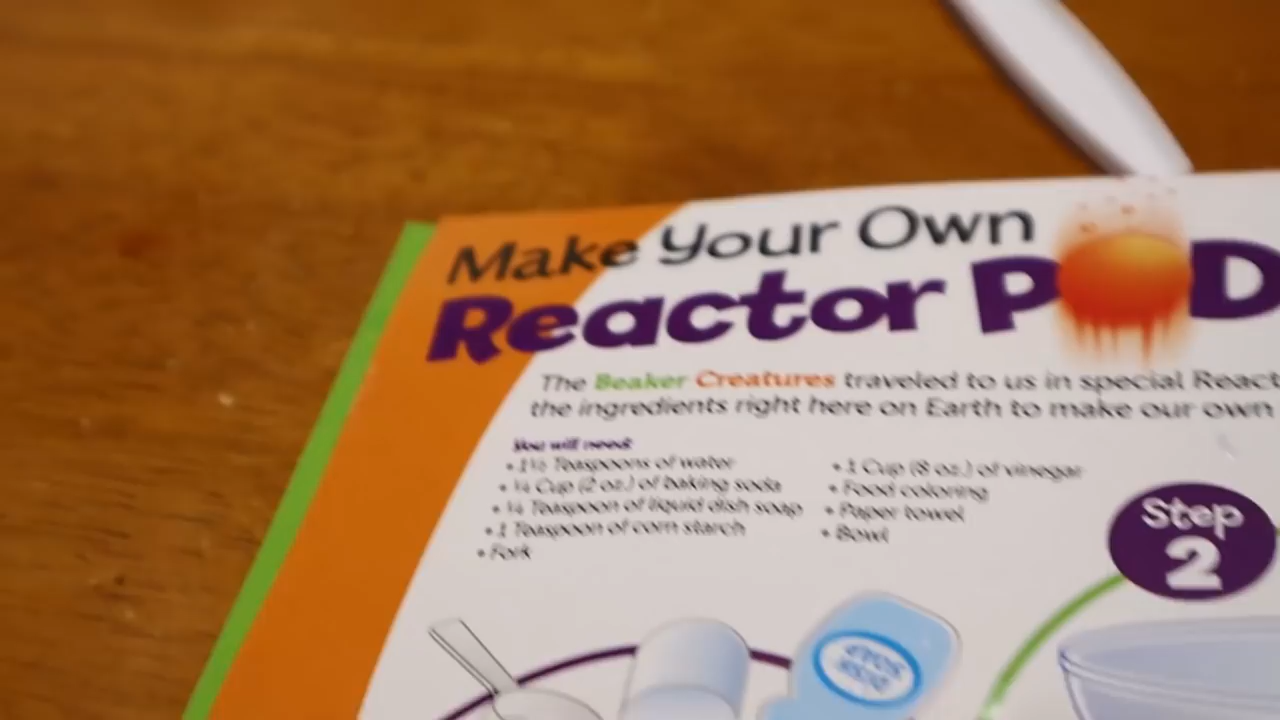 Make Your Own
Reactor POD
The Beaker Creatures traveled to us in special React
the ingredients right here on Earth to make our own
You will need:
• 1½ Teaspoons of water
• ¼ Cup (2 oz.) of baking soda
• ¼ Teaspoon of liquid dish soap
• 1 Teaspoon of corn starch
• Fork
• 1 Cup (8 oz.) of vinegar
• Food coloring
• Paper towel
• Bowl
Step
2
DISH
SOAP